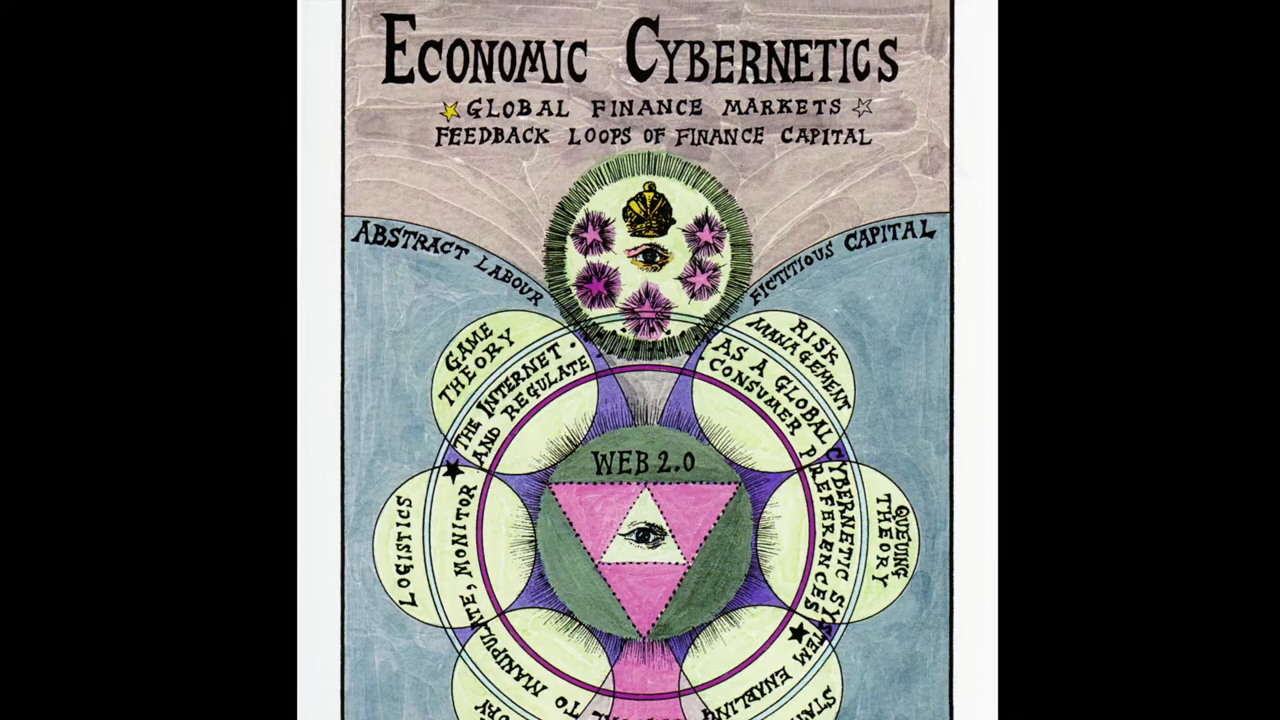 ECONOMIC CYBERNETICS
GLOBAL FINANCE MARKETS
FEEDBACK LOOPS OF FINANCE CAPITAL
ABSTRACT LABOUR
FICTITIOUS CAPITAL
GAME THEORY
RISK MANAGEMENT
THE INTERNET · AS A GLOBAL CYBERNETIC SYSTEM ENABLING
TO MANIPULATE, MONITOR AND REGULATE · CONSUMER PREFERENCES
WEB 2.0
LOGISTICS
QUEUING THEORY